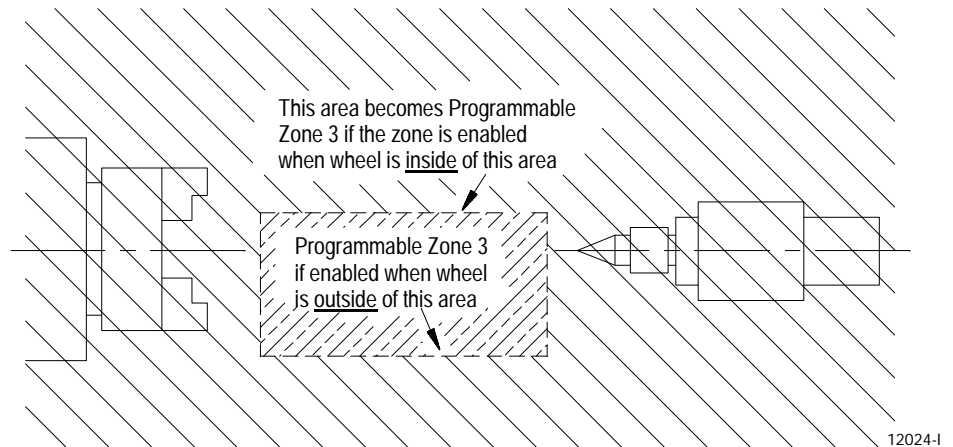 This area becomes Programmable
Zone 3 if the zone is enabled
when wheel is inside of this area
Programmable Zone 3
if enabled when wheel
is outside of this area
12024-I